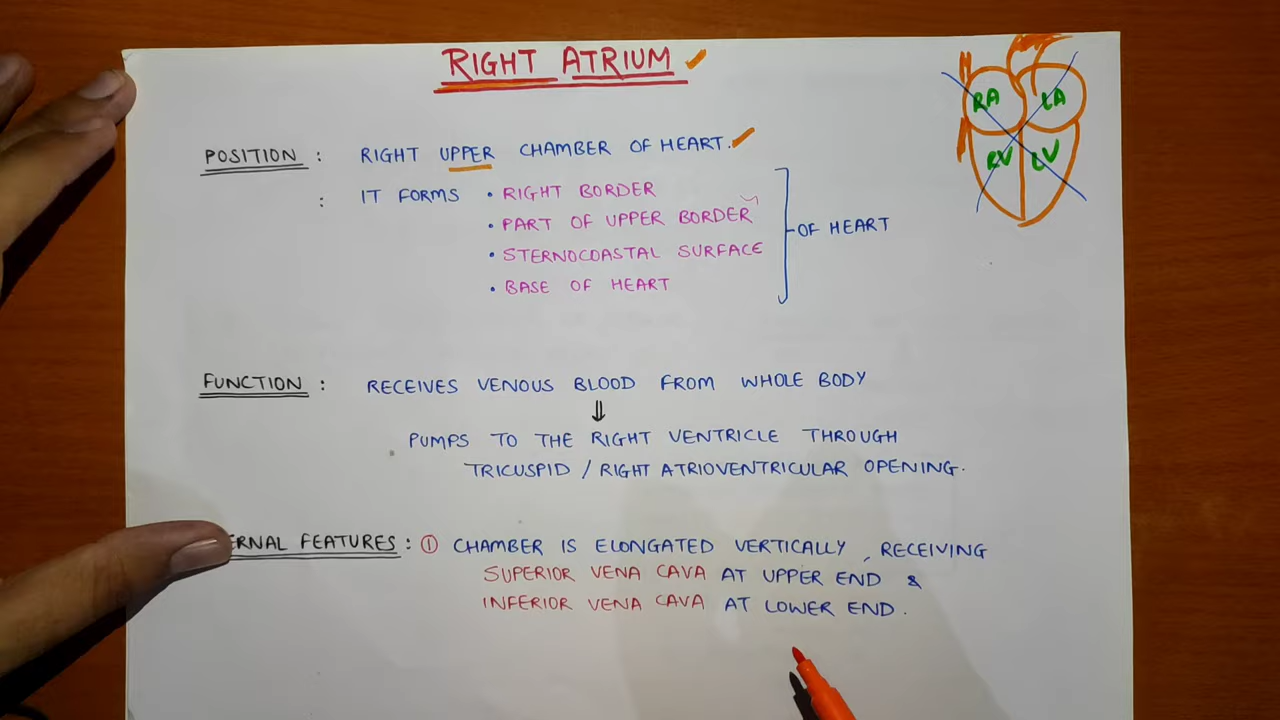 RIGHT ATRIUM
RA LA
RV LV
POSITION : RIGHT UPPER CHAMBER OF HEART.
: IT FORMS • RIGHT BORDER
• PART OF UPPER BORDER
• STERNOCOASTAL SURFACE
• BASE OF HEART
OF HEART
FUNCTION : RECEIVES VENOUS BLOOD FROM WHOLE BODY
⇓
PUMPS TO THE RIGHT VENTRICLE THROUGH
TRICUSPID / RIGHT ATRIOVENTRICULAR OPENING.
FEATURES : ① CHAMBER IS ELONGATED VERTICALLY, RECEIVING
SUPERIOR VENA CAVA AT UPPER END &
INFERIOR VENA CAVA AT LOWER END.